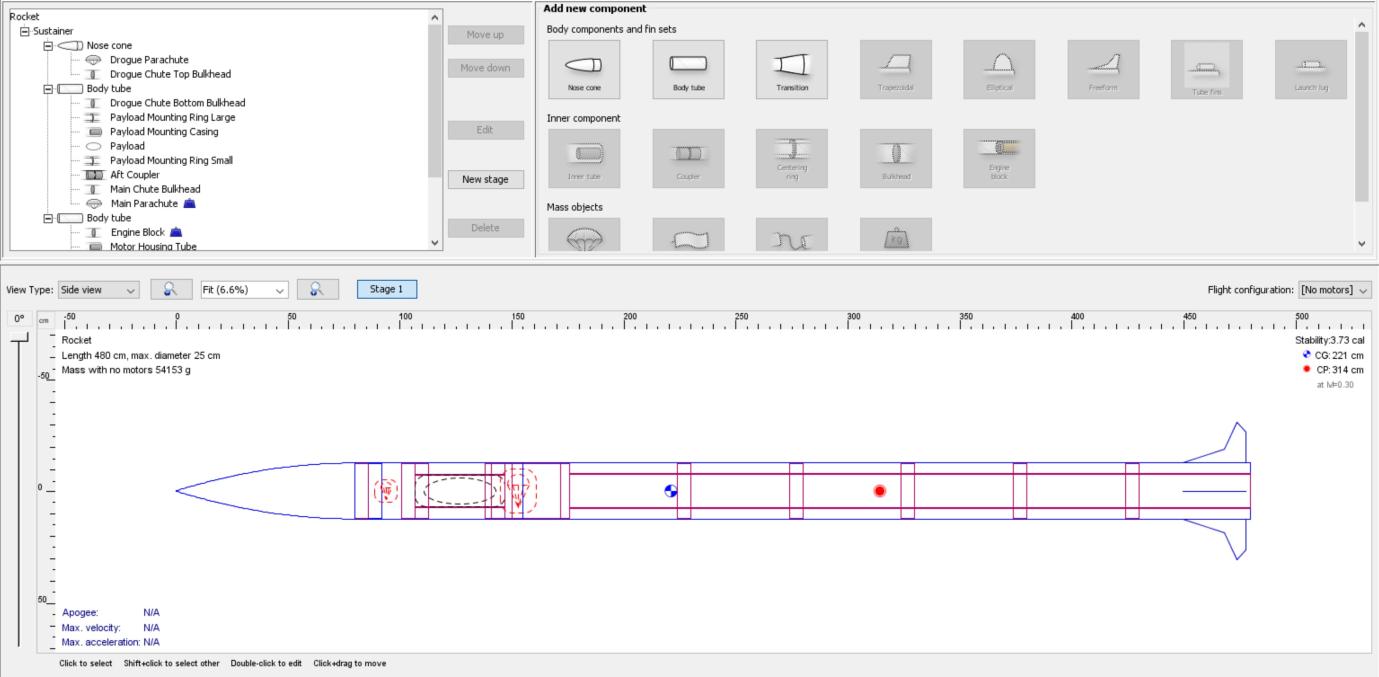 Rocket
Sustainer
Nose cone
Drogue Parachute
Drogue Chute Top Bulkhead
Body tube
Drogue Chute Bottom Bulkhead
Payload Mounting Ring Large
Payload Mounting Casing
Payload
Payload Mounting Ring Small
Aft Coupler
Main Chute Bulkhead
Main Parachute
Body tube
Engine Block
Motor Housing Tube
Move up
Move down
Edit
New stage
Delete
Add new component
Body components and fin sets
Nose cone Body tube Transition Trapezoidal Elliptical Freeform Tube fins Launch lug
Inner component
Inner tube Coupler Centering ring Bulkhead Engine block
Mass objects
KG
View Type: Side view Fit (6.6%) Stage 1 Flight configuration: [No motors]
0° cm -50 0 50 100 150 200 250 300 350 400 450 500
Rocket Stability:3.73 cal
Length 480 cm, max. diameter 25 cm CG: 221 cm
Mass with no motors 54153 g CP: 314 cm
at M=0.30
-50
0
50
Apogee: N/A
Max. velocity: N/A
Max. acceleration: N/A
Click to select Shift+click to select other Double-click to edit Click+drag to move